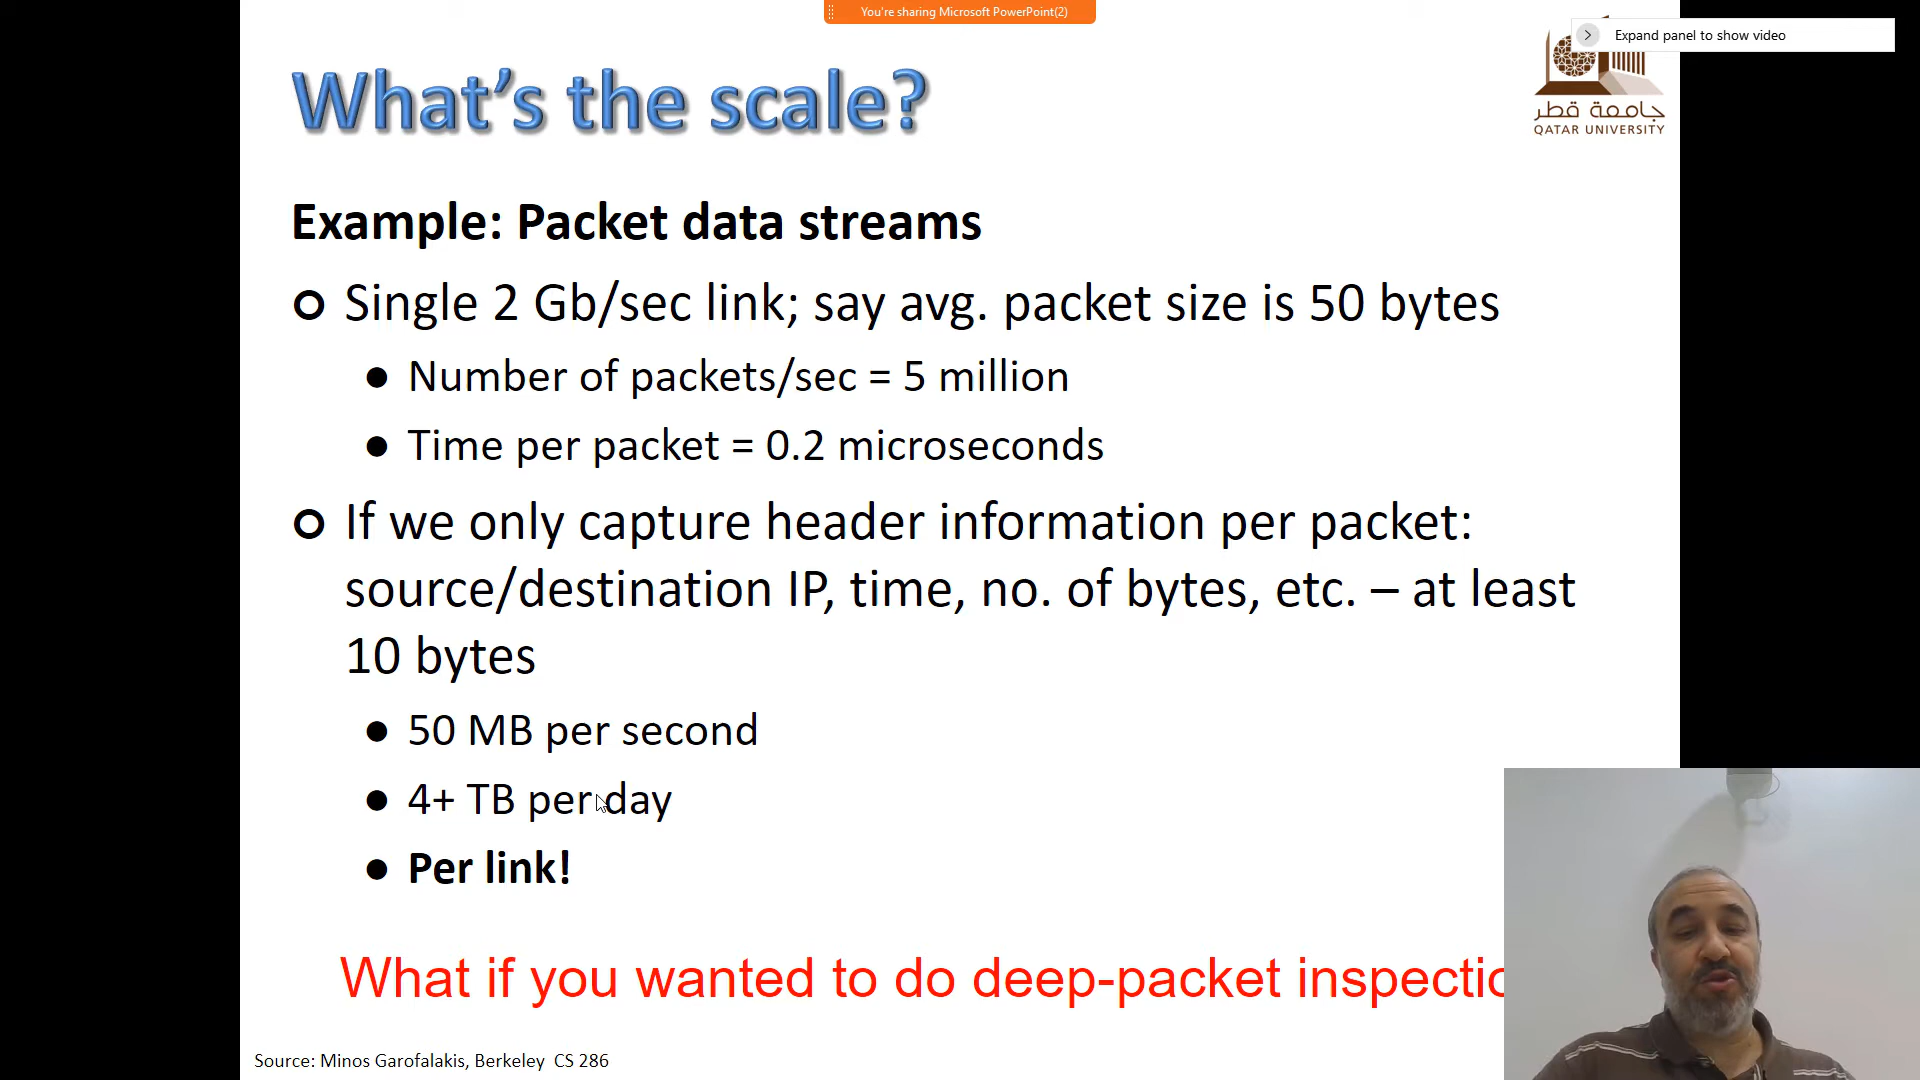 You're sharing Microsoft PowerPoint(2)
Expand panel to show video
What's the scale?
جامعة قطر
QATAR UNIVERSITY
Example: Packet data streams
Single 2 Gb/sec link; say avg. packet size is 50 bytes
Number of packets/sec = 5 million
Time per packet = 0.2 microseconds
If we only capture header information per packet:
source/destination IP, time, no. of bytes, etc. – at least
10 bytes
50 MB per second
4+ TB per day
Per link!
What if you wanted to do deep-packet
Source: Minos Garofalakis, Berkeley CS 286